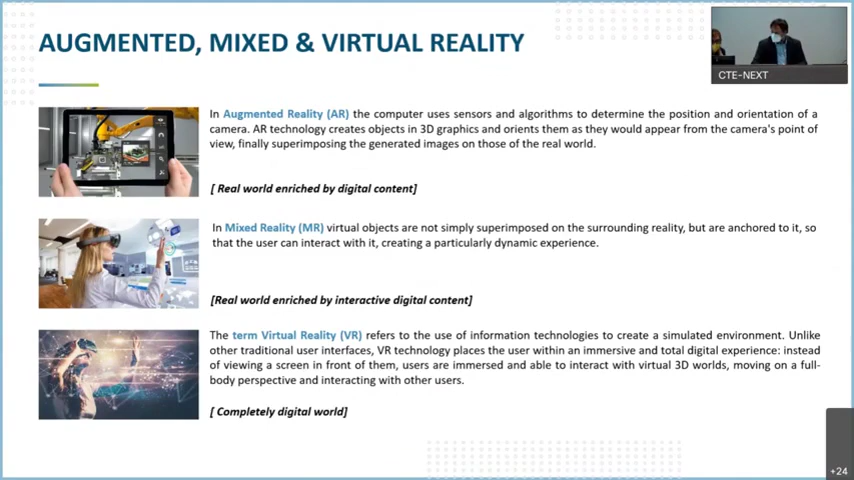 AUGMENTED, MIXED & VIRTUAL REALITY
CTE-NEXT
In Augmented Reality (AR) the computer uses sensors and algorithms to determine the position and orientation of a
camera. AR technology creates objects in 3D graphics and orients them as they would appear from the camera's point of
view, finally superimposing the generated images on those of the real world.
[ Real world enriched by digital content]
In Mixed Reality (MR) virtual objects are not simply superimposed on the surrounding reality, but are anchored to it, so
that the user can interact with it, creating a particularly dynamic experience.
[Real world enriched by interactive digital content]
The term Virtual Reality (VR) refers to the use of information technologies to create a simulated environment. Unlike
other traditional user interfaces, VR technology places the user within an immersive and total digital experience: instead
of viewing a screen in front of them, users are immersed and able to interact with virtual 3D worlds, moving on a full-
body perspective and interacting with other users.
[ Completely digital world]
+24